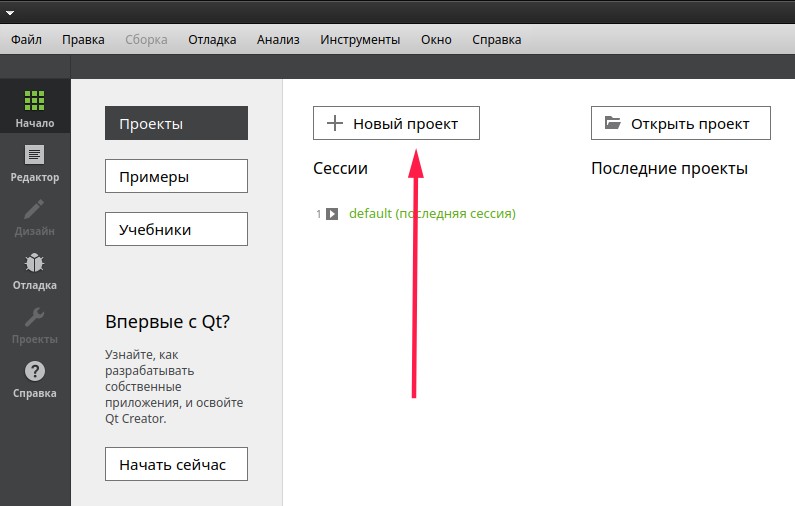 Файл Правка Сборка Отладка Анализ Инструменты Окно Справка
Начало
Редактор
Дизайн
Отладка
Проекты
Справка
Проекты
Примеры
Учебники
Впервые с Qt?
Узнайте, как
разрабатывать
собственные
приложения, и освойте
Qt Creator.
Начать сейчас
Новый проект
Сессии
1 default (последняя сессия)
Открыть проект
Последние проекты